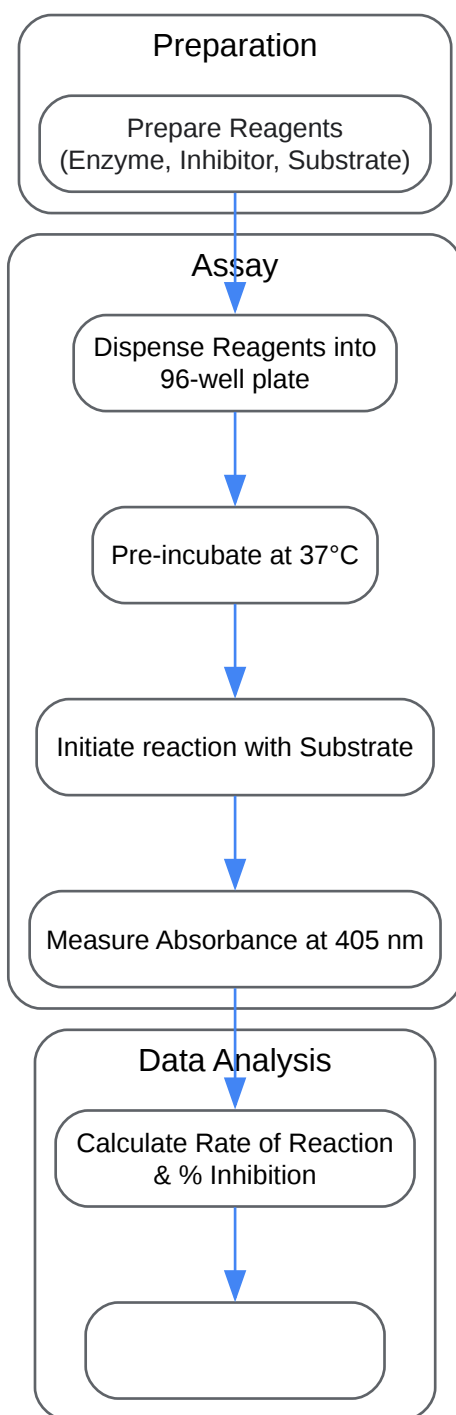 Preparation
Prepare Reagents
(Enzyme, Inhibitor, Substrate)
Assay
Dispense Reagents into
96-well plate
Pre-incubate at 37°C
Initiate reaction with Substrate
Measure Absorbance at 405 nm
Data Analysis
Calculate Rate of Reaction
& % Inhibition